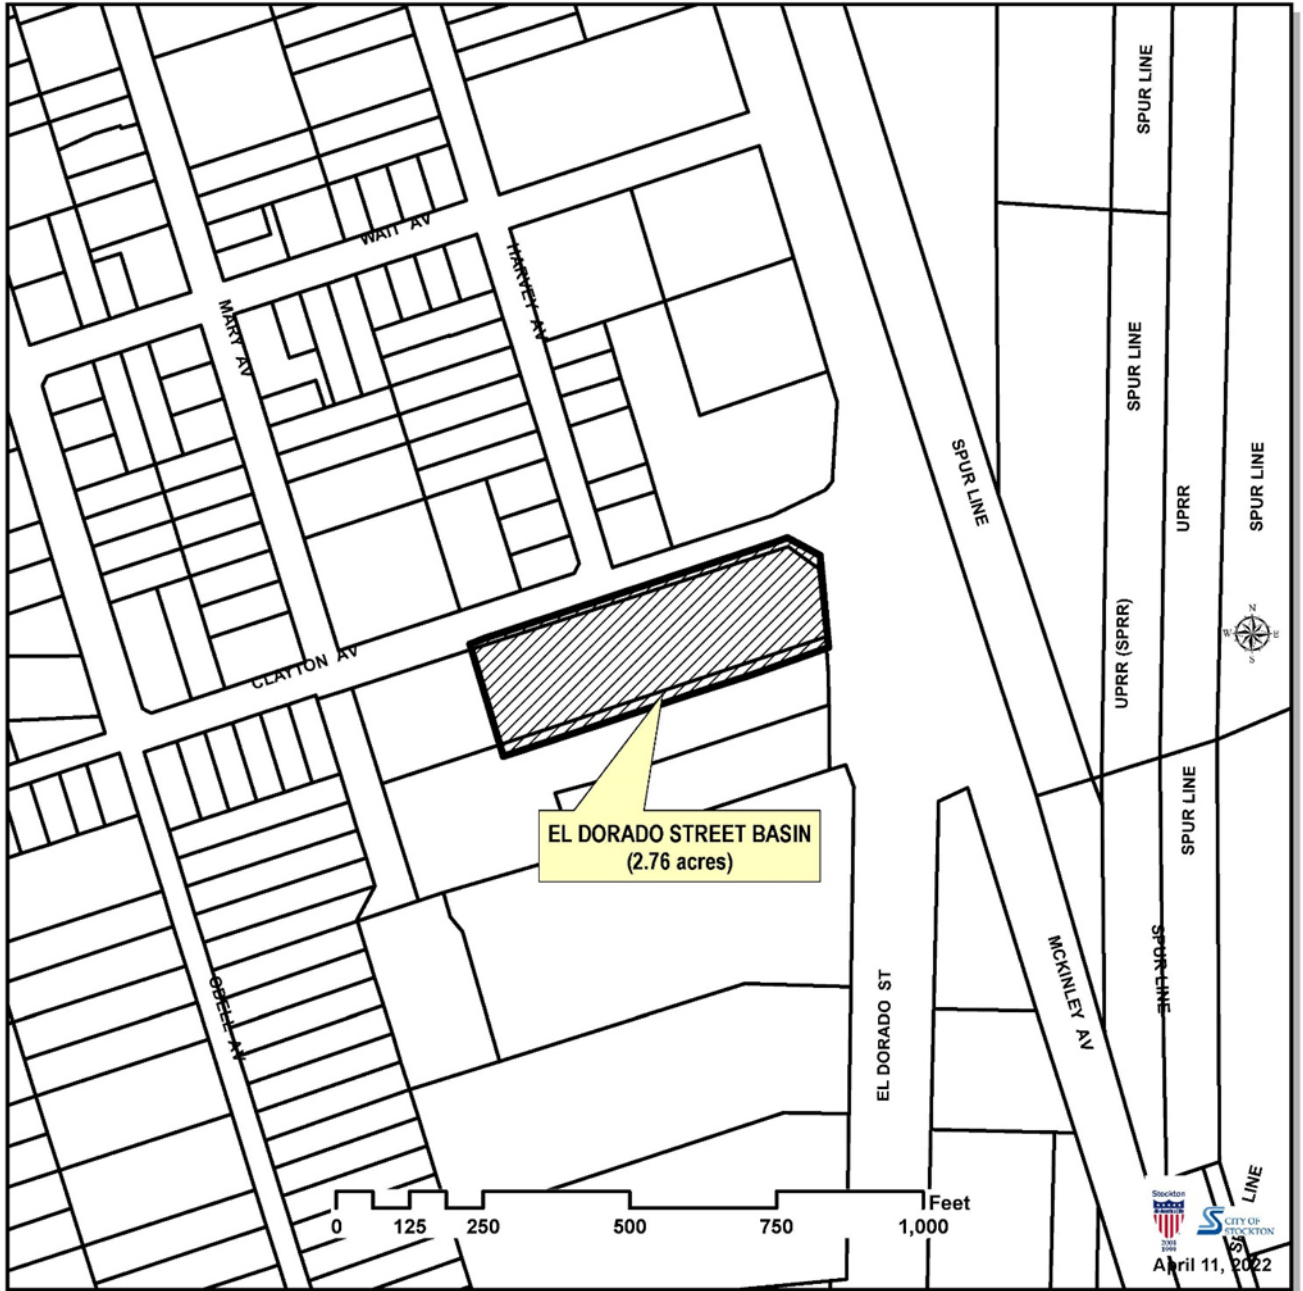 SPUR LINE
WAIT AV
HARVEY AV
MARY AV
SPUR LINE
SPUR LINE
SPUR LINE
UPRR
SPUR LINE
UPRR (SPRR)
N
W E
S
CLAYTON AV
SPUR LINE
EL DORADO STREET BASIN
(2.76 acres)
SPUR LINE
MCKINLEY AV
EL DORADO ST
ODELL AV
Feet
0 125 250 500 750 1,000
LINE
Stockton
CITY OF
STOCKTON
April 11, 2022